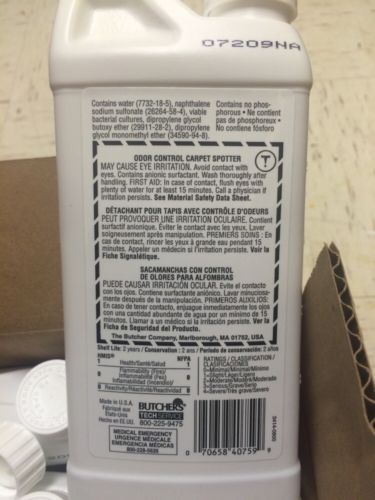 07209NA
Contains water (7732-18-5), naphthalene
sodium sulfonate (26264-58-4), viable
bacterial cultures, dipropylene glycol
butoxy ether (29911-28-2), dipropylene
glycol monomethyl ether (34590-94-8).
Contains no phos-
phorous • Ne contient
pas de phosphoreux •
No contiene fósforo
ODOR CONTROL CARPET SPOTTER
MAY CAUSE EYE IRRITATION. Avoid contact with
eyes. Contains anionic surfactant. Wash thoroughly after
handling. FIRST AID: In case of contact, flush eyes with
plenty of water for at least 15 minutes. Call a physician if
irritation persists. See Material Safety Data Sheet.
T
DÉTACHANT POUR TAPIS AVEC CONTRÔLE D'ODEURS
PEUT PROVOQUER UNE IRRITATION OCULAIRE. Contient
surfactif anionique. Éviter le contact avec les yeux. Laver
soigneusement après manipulation. PREMIERS SOINS : En
cas de contact, rincer les yeux à grande eau pendant 15
minutes. Appeler un médecin si l'irritation persiste. Voir la
Fiche Signalétique.
SACAMANCHAS CON CONTROL
DE OLORES PARA ALFOMBRAS
PUEDE CAUSAR IRRITACIÓN OCULAR. Evite el contacto
con los ojos. Contiene surfactante aniónico. Lavar minuciosa-
mente después de la manipulación. PRIMEROS AUXILIOS:
En caso de contacto, enjuague inmediatamente los ojos
con una cantidad abundante de agua por un mínimo de 15
minutos. Llamar a un médico si la irritación persiste. Ver la
Ficha de Seguridad del Producto.
The Butcher Company, Marlborough, MA 01752, USA
Shelf Life: 2 years / Conservation : 2 ans / Periodo de conservación: 2 años
HMIS® NFPA
1 Health/Santé/Salud 1
0 Flammability (Fire)/
Inflammabilité (Feu)/
Inflamabilidad (Incendio)/ 0
0 Reactivity/Réactivité/Reactividad 0
RATINGS / CLASSIFICATION /
CLASIFICACIONES
0=Minimal/Minimal/Mínimo
1=Slight/Léger/Ligero
2=Moderate/Modéré/Moderado
3=Serious/Grave/Serio
4=Severe/Très grave/Severo
Made in U.S.A.
Fabriqué aux
États-Unis
Hecho en EE.UU.
BUTCHER'S
TECH SERVICE
800-225-9475
MEDICAL EMERGENCY
URGENCE MÉDICALE
EMERGENCIAS MÉDICAS
0 70658 40759 9